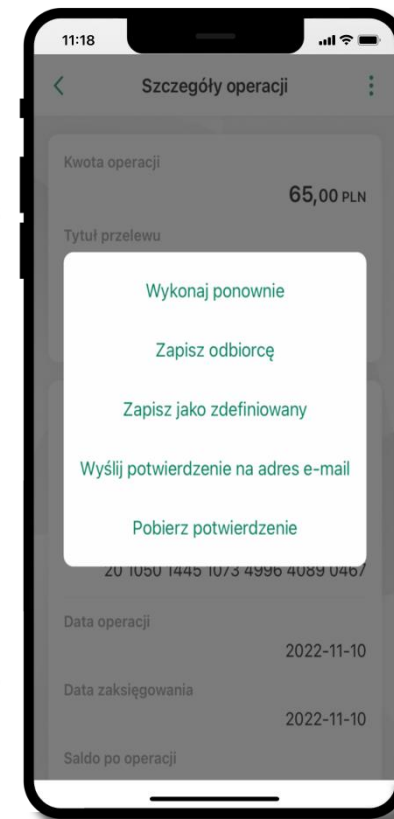 11:18
Szczegóły operacji
Kwota operacji
65,00 PLN
Tytuł przelewu
Wykonaj ponownie
Zapisz odbiorcę
Zapisz jako zdefiniowany
Wyślij potwierdzenie na adres e-mail
Pobierz potwierdzenie
20 1050 1445 1073 4996 4089 0467
Data operacji
2022-11-10
Data zaksięgowania
2022-11-10
Saldo po operacji